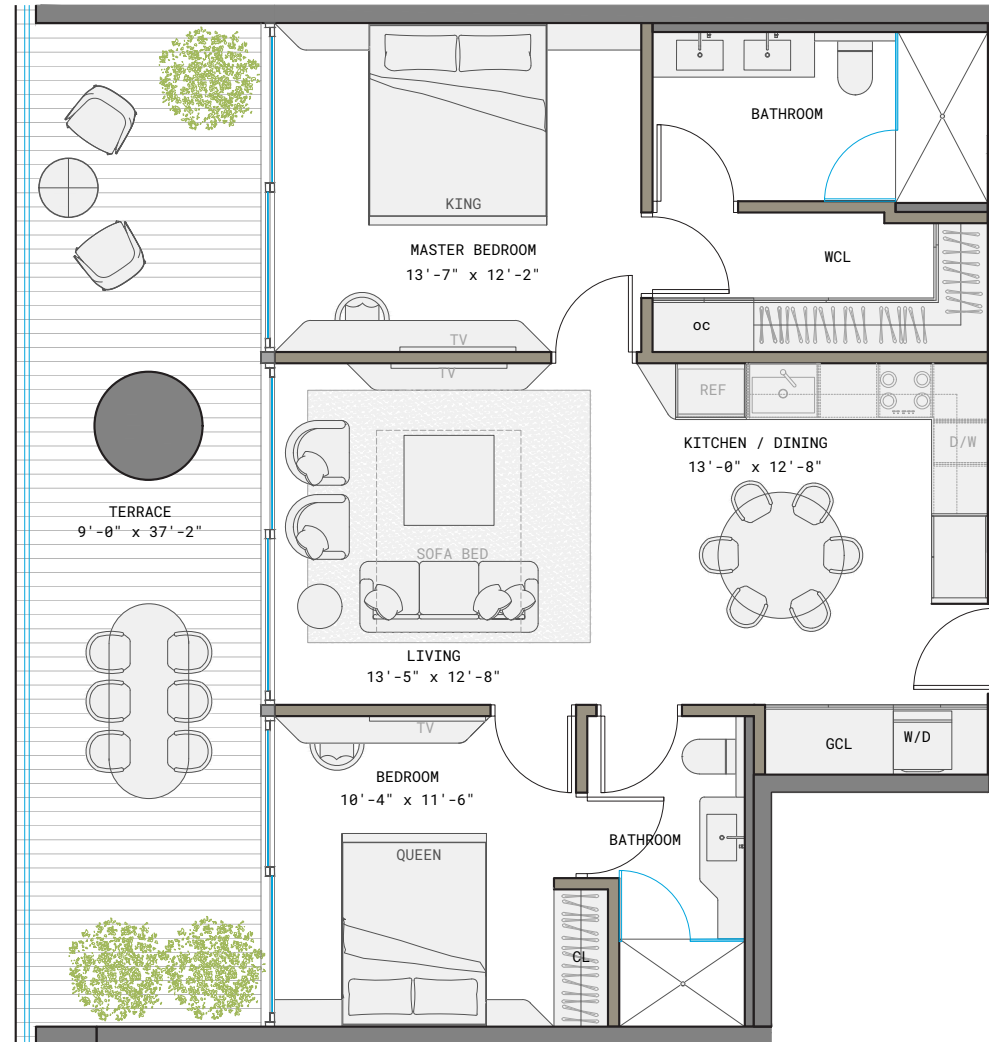 BATHROOM
KING
MASTER BEDROOM
13'-7" x 12'-2"
WCL
OC
TV
TV
REF
D/W
KITCHEN / DINING
13'-0" x 12'-8"
TERRACE
9'-0" x 37'-2"
SOFA BED
LIVING
13'-5" x 12'-8"
TV
GCL
W/D
BEDROOM
10'-4" x 11'-6"
BATHROOM
QUEEN
CL